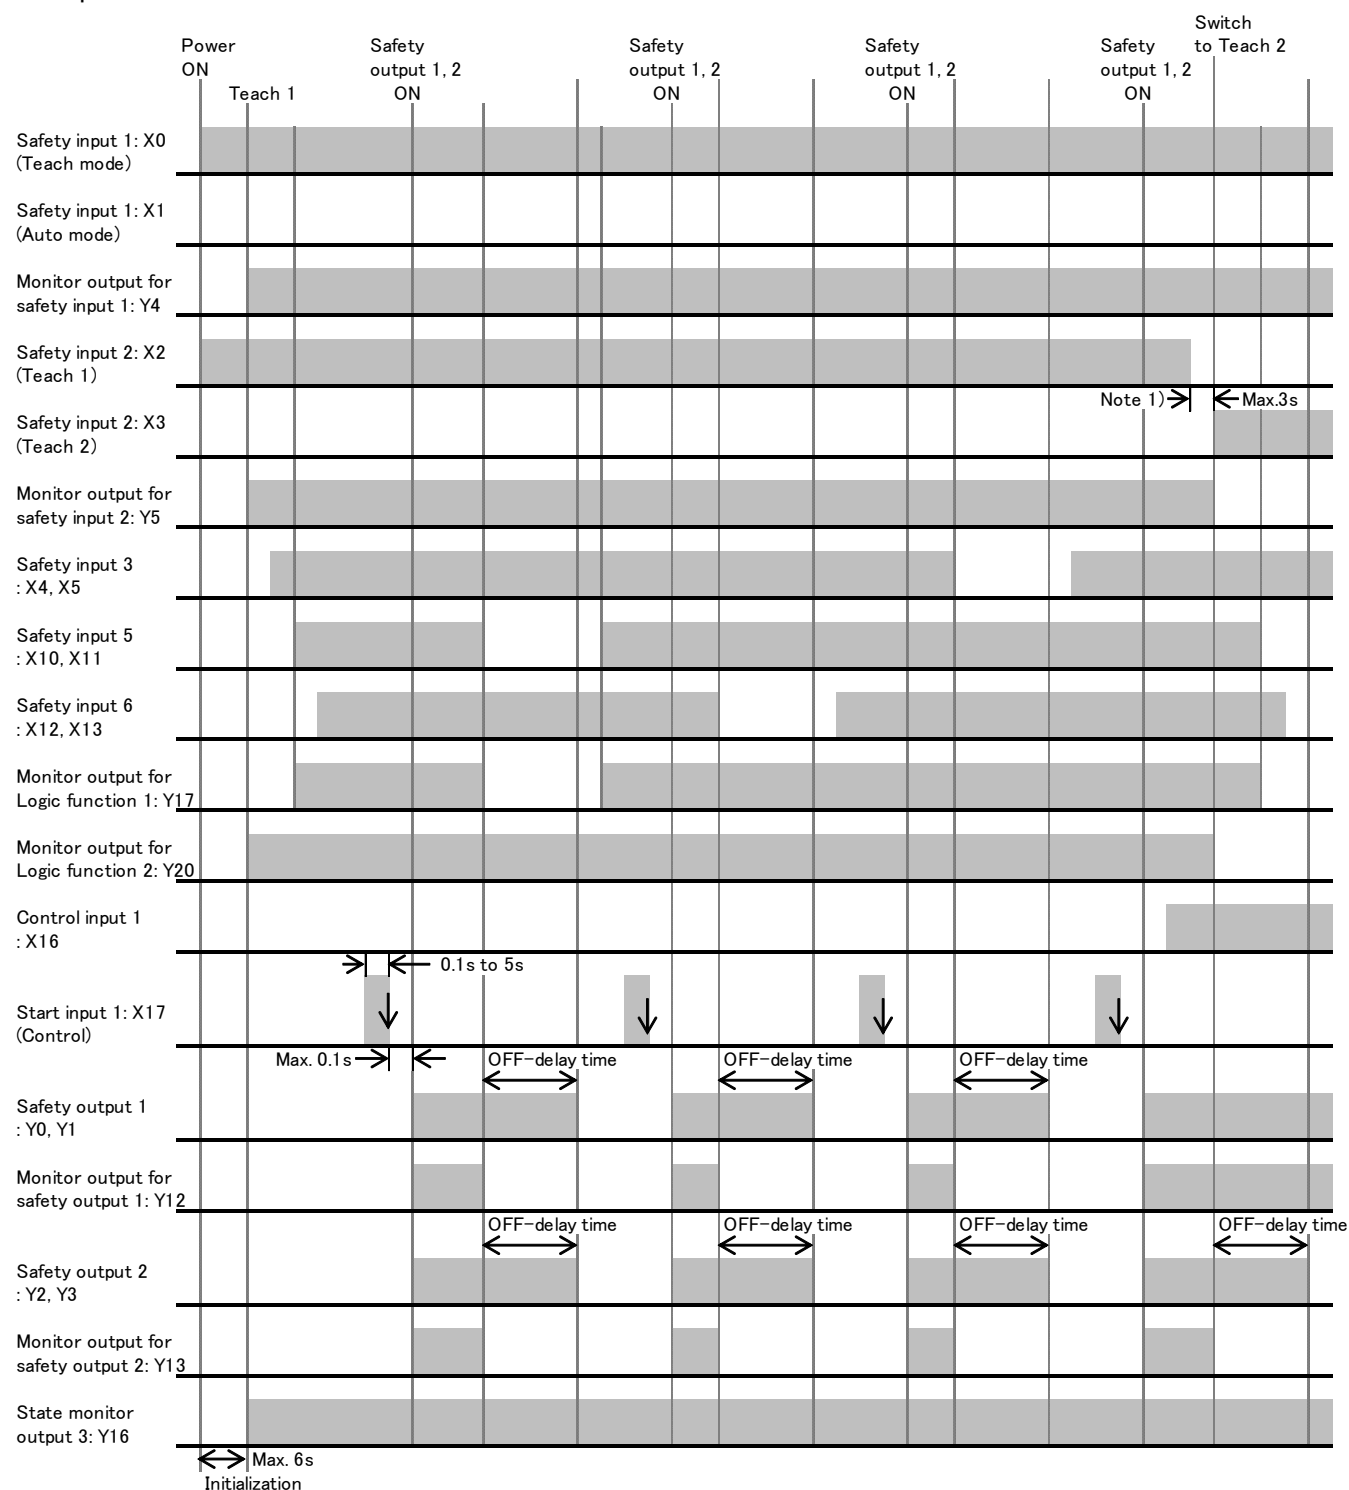 Switch
to Teach 2
Power
ON
Safety
output 1, 2
ON
Safety
output 1, 2
ON
Safety
output 1, 2
ON
Safety
output 1, 2
ON
Teach 1
Safety input 1: X0
(Teach mode)
Safety input 1: X1
(Auto mode)
Monitor output for
safety input 1: Y4
Safety input 2: X2
(Teach 1)
Note 1)
Max.3s
Safety input 2: X3
(Teach 2)
Monitor output for
safety input 2: Y5
Safety input 3
: X4, X5
Safety input 5
: X10, X11
Safety input 6
: X12, X13
Monitor output for
Logic function 1: Y17
Monitor output for
Logic function 2: Y20
Control input 1
: X16
0.1s to 5s
Start input 1: X17
(Control)
Max. 0.1s
OFF-delay time
OFF-delay time
OFF-delay time
Safety output 1
: Y0, Y1
Monitor output for
safety output 1: Y12
OFF-delay time
OFF-delay time
OFF-delay time
OFF-delay time
Safety output 2
: Y2, Y3
Monitor output for
safety output 2: Y13
State monitor
output 3: Y16
Max. 6s
Initialization